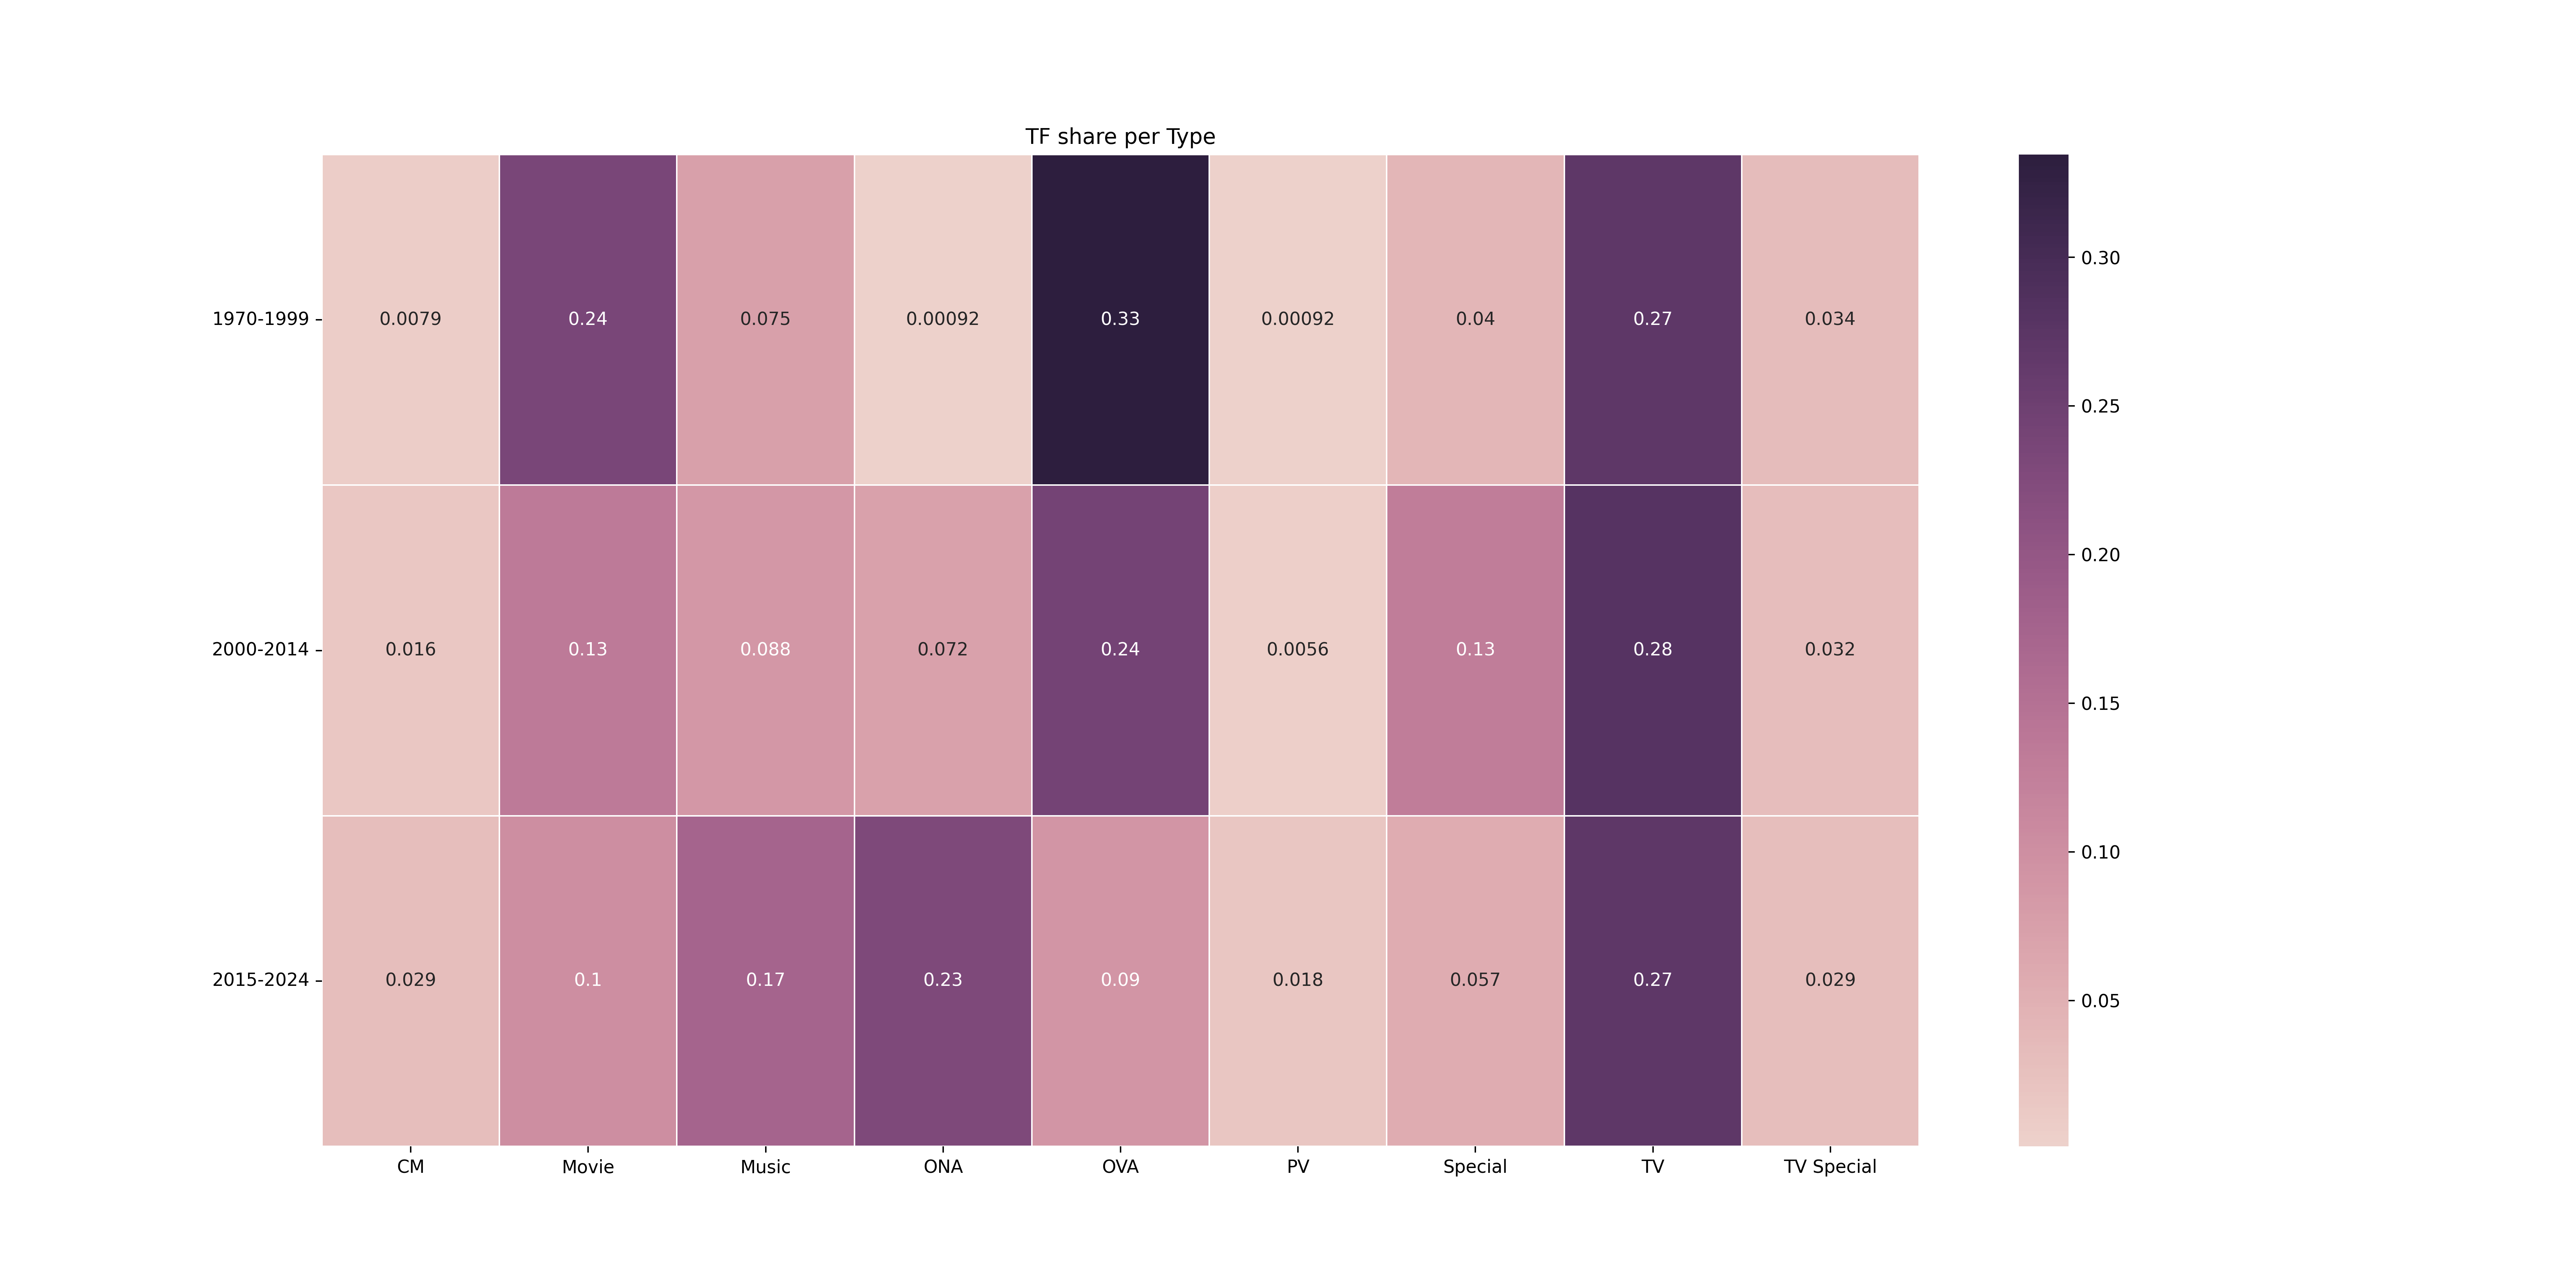 TF share per Type
1970-1999 0.0079 0.24 0.075 0.00092 0.33 0.00092 0.04 0.27 0.034
2000-2014 0.016 0.13 0.088 0.072 0.24 0.0056 0.13 0.28 0.032
2015-2024 0.029 0.1 0.17 0.23 0.09 0.018 0.057 0.27 0.029
CM Movie Music ONA OVA PV Special TV TV Special
0.30
0.25
0.20
0.15
0.10
0.05